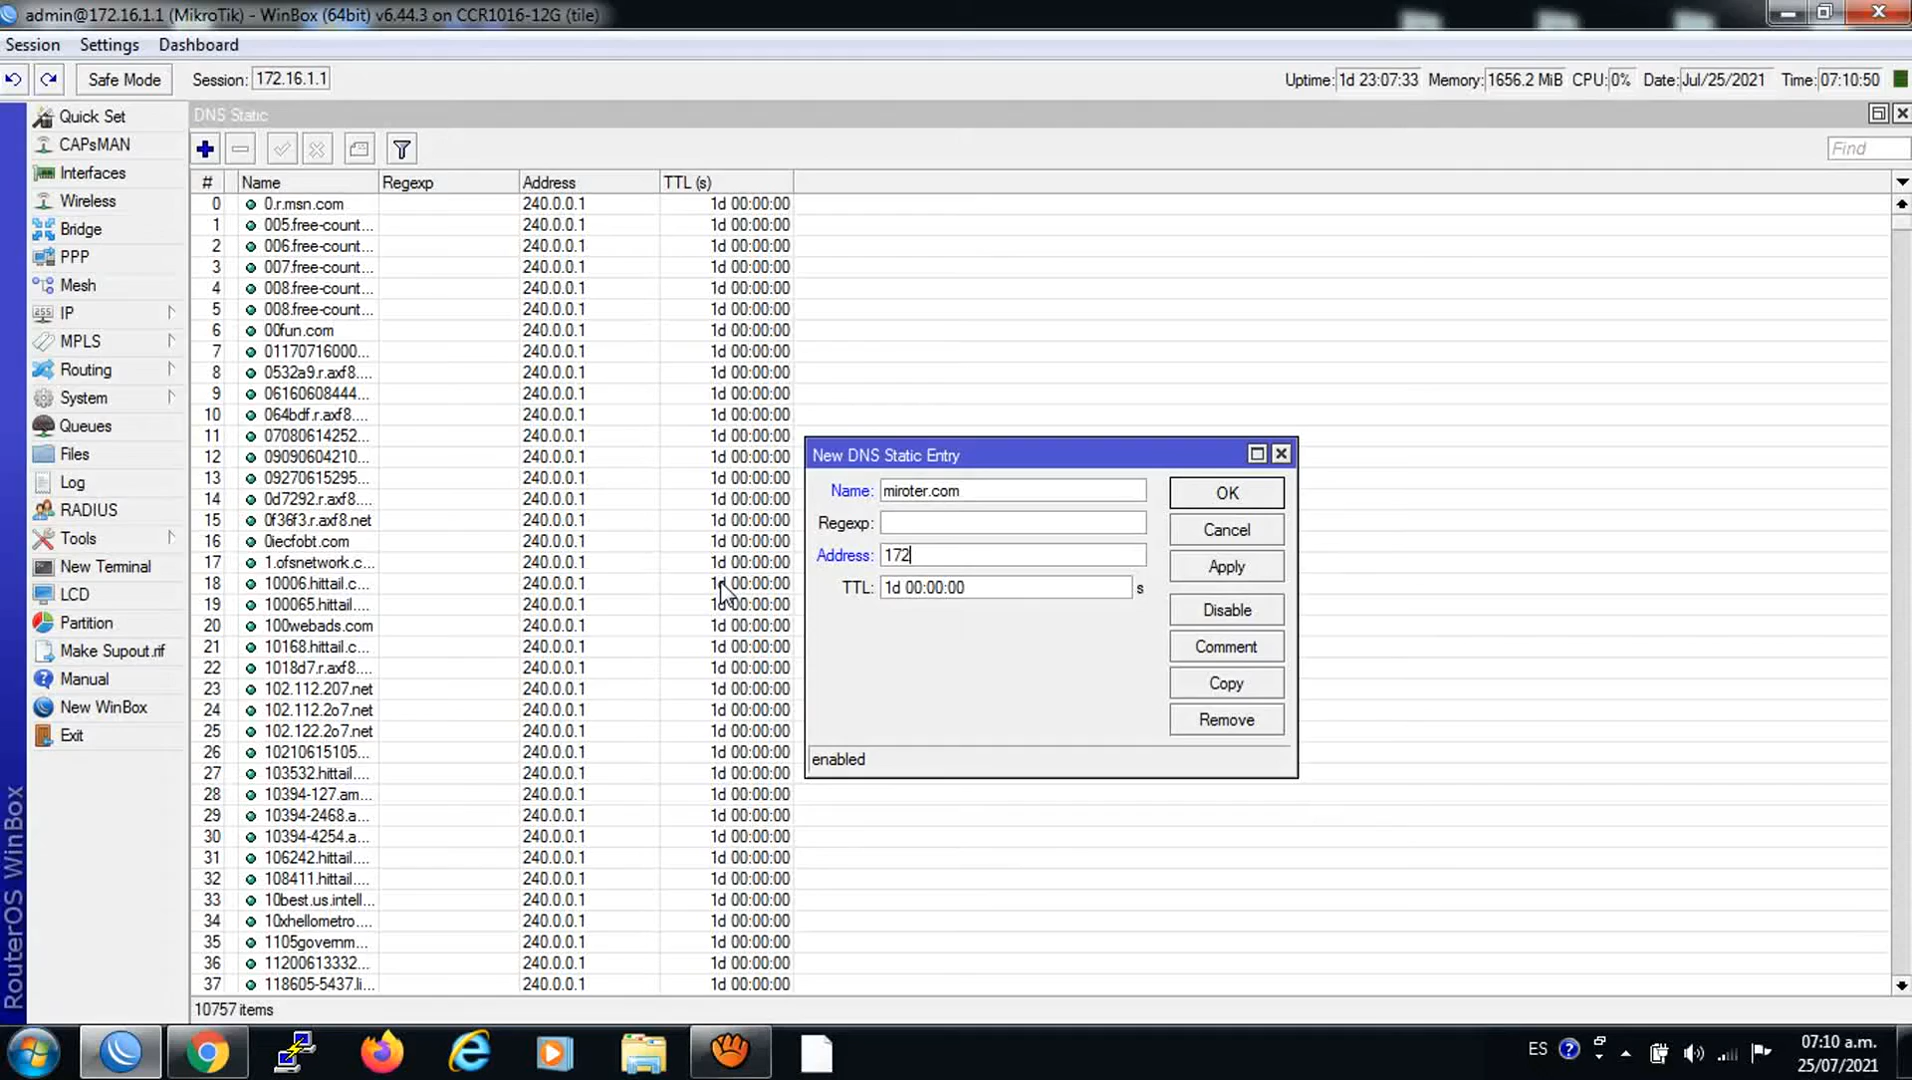 admin@172.16.1.1 (MikroTik) - WinBox (64bit) v6.44.3 on CCR1016-12G (tile)
Session Settings Dashboard
Safe Mode Session: 172.16.1.1 Uptime: 1d 23:07:33 Memory: 1656.2 MiB CPU: 0% Date: Jul/25/2021 Time: 07:10:50
Quick Set
CAPsMAN
Interfaces
Wireless
Bridge
PPP
Mesh
IP
MPLS
Routing
System
Queues
Files
Log
RADIUS
Tools
New Terminal
LCD
Partition
Make Supout.rif
Manual
New WinBox
Exit
RouterOS WinBox
DNS Static
Find
# Name Regexp Address TTL (s)
0 0.r.msn.com 240.0.0.1 1d 00:00:00
1 005.free-count... 240.0.0.1 1d 00:00:00
2 006.free-count... 240.0.0.1 1d 00:00:00
3 007.free-count... 240.0.0.1 1d 00:00:00
4 008.free-count... 240.0.0.1 1d 00:00:00
5 008.free-count... 240.0.0.1 1d 00:00:00
6 00fun.com 240.0.0.1 1d 00:00:00
7 01170716000... 240.0.0.1 1d 00:00:00
8 0532a9.r.axf8.... 240.0.0.1 1d 00:00:00
9 06160608444... 240.0.0.1 1d 00:00:00
10 064bdf.r.axf8.... 240.0.0.1 1d 00:00:00
11 07080614252... 240.0.0.1 1d 00:00:00
12 09090604210... 240.0.0.1 1d 00:00:00
13 09270615295... 240.0.0.1 1d 00:00:00
14 0d7292.r.axf8.... 240.0.0.1 1d 00:00:00
15 0f36f3.r.axf8.net 240.0.0.1 1d 00:00:00
16 0iecfobt.com 240.0.0.1 1d 00:00:00
17 1.ofsnetwork.c... 240.0.0.1 1d 00:00:00
18 10006.hittail.c... 240.0.0.1 1d 00:00:00
19 100065.hittail.... 240.0.0.1 1d 00:00:00
20 100webads.com 240.0.0.1 1d 00:00:00
21 10168.hittail.c... 240.0.0.1 1d 00:00:00
22 1018d7.r.axf8.... 240.0.0.1 1d 00:00:00
23 102.112.207.net 240.0.0.1 1d 00:00:00
24 102.112.2o7.net 240.0.0.1 1d 00:00:00
25 102.122.2o7.net 240.0.0.1 1d 00:00:00
26 10210615105... 240.0.0.1 1d 00:00:00
27 103532.hittail.... 240.0.0.1 1d 00:00:00
28 10394-127.am... 240.0.0.1 1d 00:00:00
29 10394-2468.a... 240.0.0.1 1d 00:00:00
30 10394-4254.a... 240.0.0.1 1d 00:00:00
31 106242.hittail.... 240.0.0.1 1d 00:00:00
32 108411.hittail.... 240.0.0.1 1d 00:00:00
33 10best.us.intell... 240.0.0.1 1d 00:00:00
34 10xhellometro.... 240.0.0.1 1d 00:00:00
35 1105governm... 240.0.0.1 1d 00:00:00
36 11200613332... 240.0.0.1 1d 00:00:00
37 118605-5437.li... 240.0.0.1 1d 00:00:00
10757 items
New DNS Static Entry
Name: miroter.com
Regexp:
Address: 172
TTL: 1d 00:00:00 s
OK
Cancel
Apply
Disable
Comment
Copy
Remove
enabled
ES
07:10 a.m.
25/07/2021